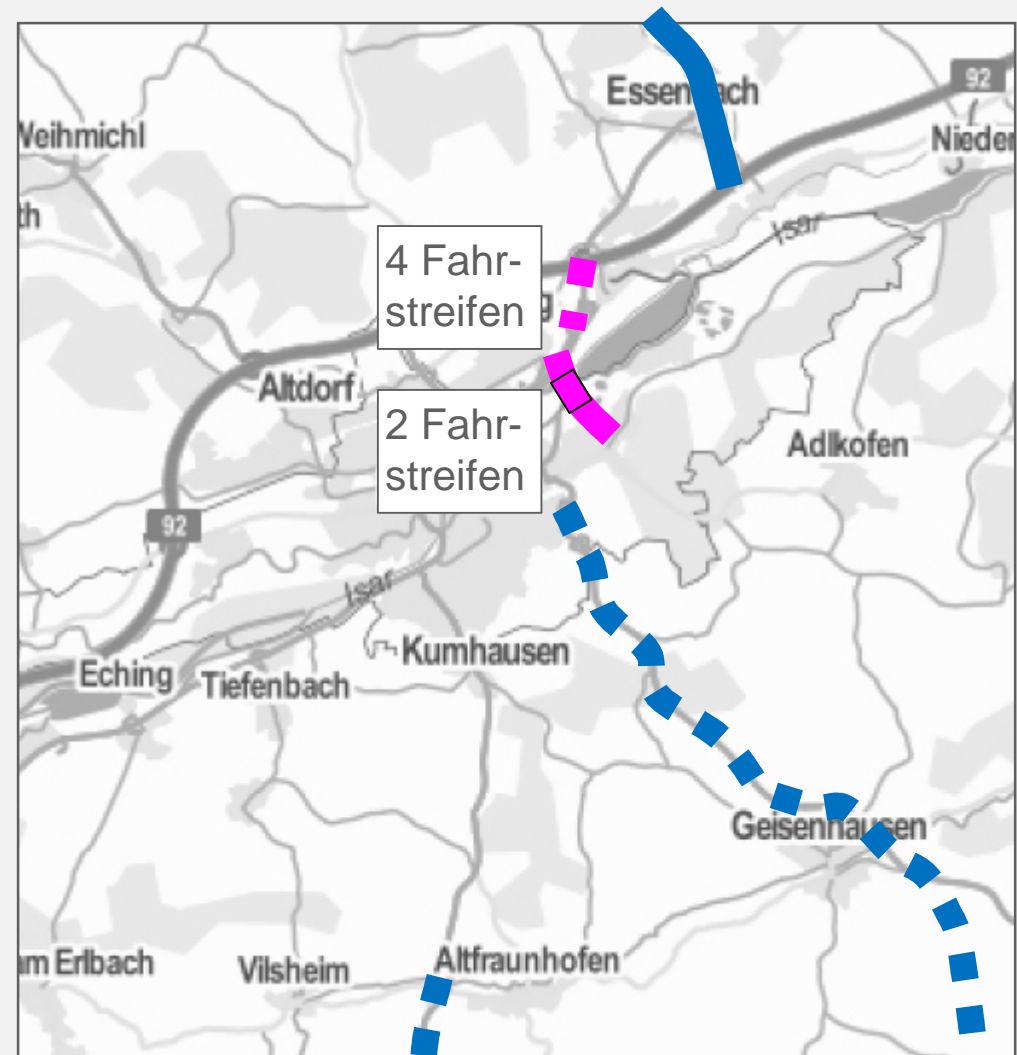 92
Essenbach
Weihmichl
Nieder
th
Isar
4 Fahr-
streifen
g
Altdorf
2 Fahr-
streifen
Adlkofen
92
Isar
Kumhausen
Eching
Tiefenbach
Geisenhausen
m Erlbach
Vilsheim
Altfraunhofen